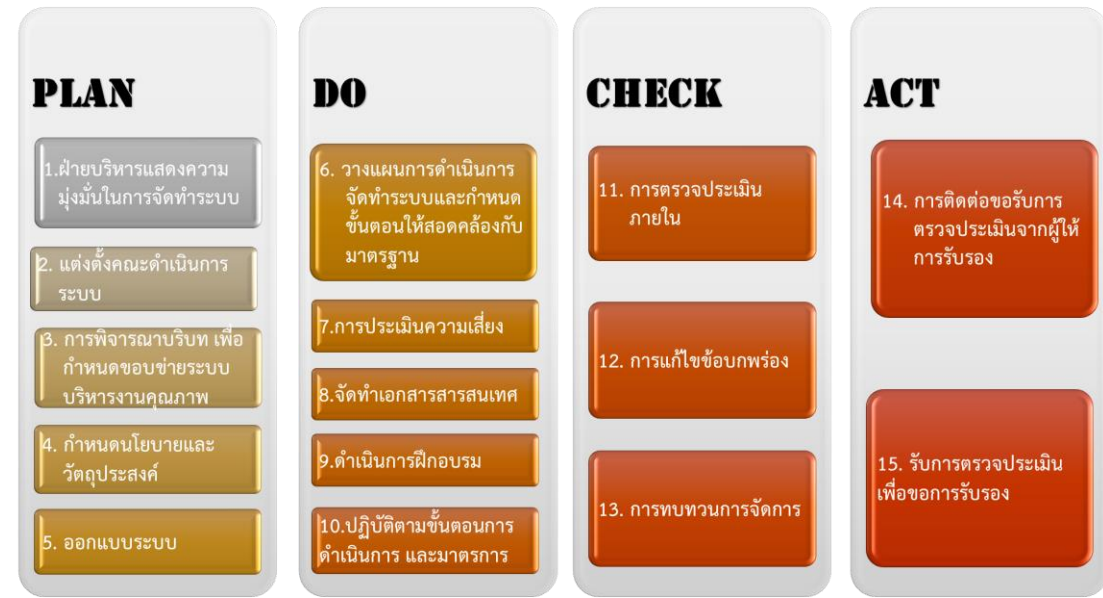 PLAN
1.ฝ่ายบริหารแสดงความ
มุ่งมั่นในการจัดทำระบบ
2. แต่งตั้งคณะดำเนินการ
ระบบ
3. การพิจารณาบริบท เพื่อ
กำหนดขอบข่ายระบบ
บริหารงานคุณภาพ
4. กำหนดนโยบายและ
วัตถุประสงค์
5. ออกแบบระบบ
DO
6. วางแผนการดำเนินการ
จัดทำระบบและกำหนด
ขั้นตอนให้สอดคล้องกับ
มาตรฐาน
7.การประเมินความเสี่ยง
8.จัดทำเอกสารสารสนเทศ
9.ดำเนินการฝึกอบรม
10.ปฏิบัติตามขั้นตอนการ
ดำเนินการ และมาตรการ
CHECK
11. การตรวจประเมิน
ภายใน
12. การแก้ไขข้อบกพร่อง
13. การทบทวนการจัดการ
ACT
14. การติดต่อขอรับการ
ตรวจประเมินจากผู้ให้
การรับรอง
15. รับการตรวจประเมิน
เพื่อขอการรับรอง